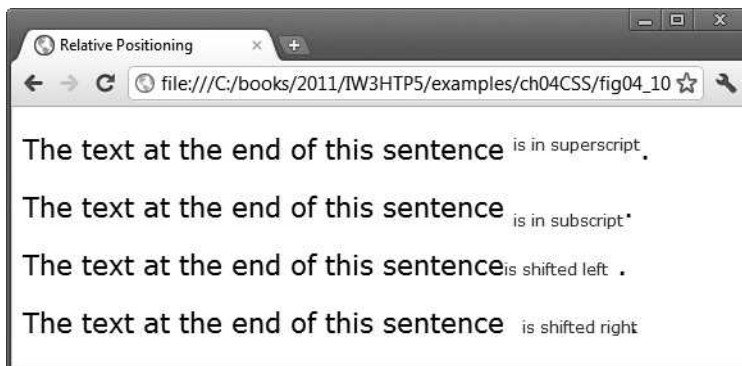 Relative Positioning
file:///C:/books/2011/IW3HTP5/examples/ch04CSS/fig04_10
The text at the end of this sentence is in superscript.
The text at the end of this sentence is in subscript.
The text at the end of this sentence is shifted left .
The text at the end of this sentence is shifted right.